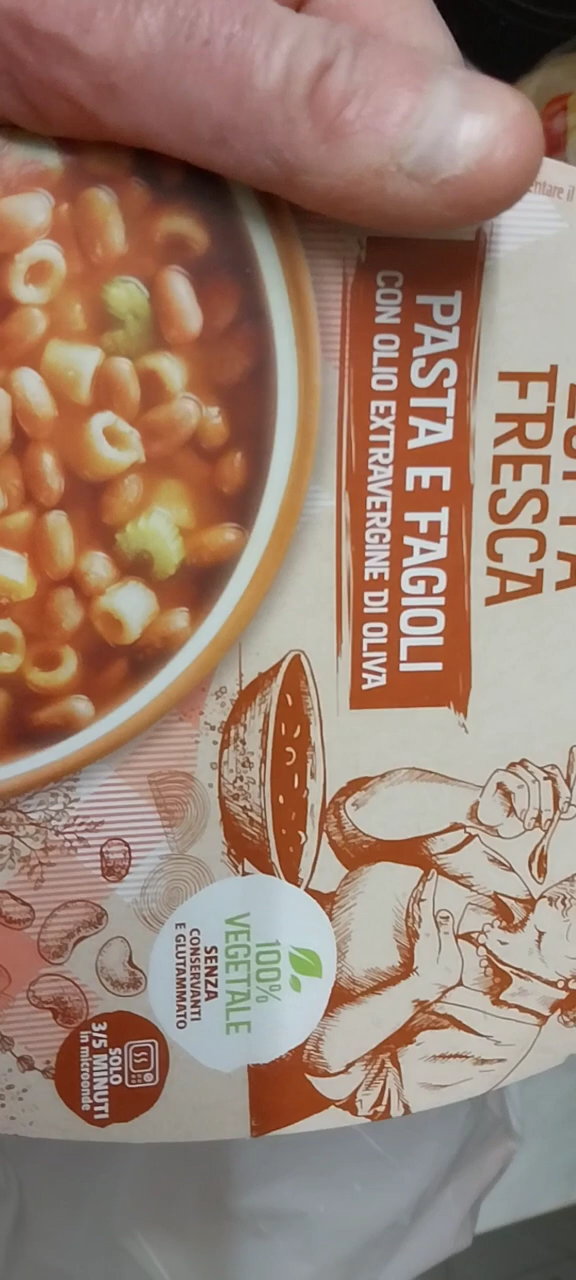 FRESCA
PASTA E FAGIOLI
CON OLIO EXTRAVERGINE DI OLIVA
100%
VEGETALE
SENZA
CONSERVANTI
E GLUTAMMATO
SOLO
3/5 MINUTI
in microonde